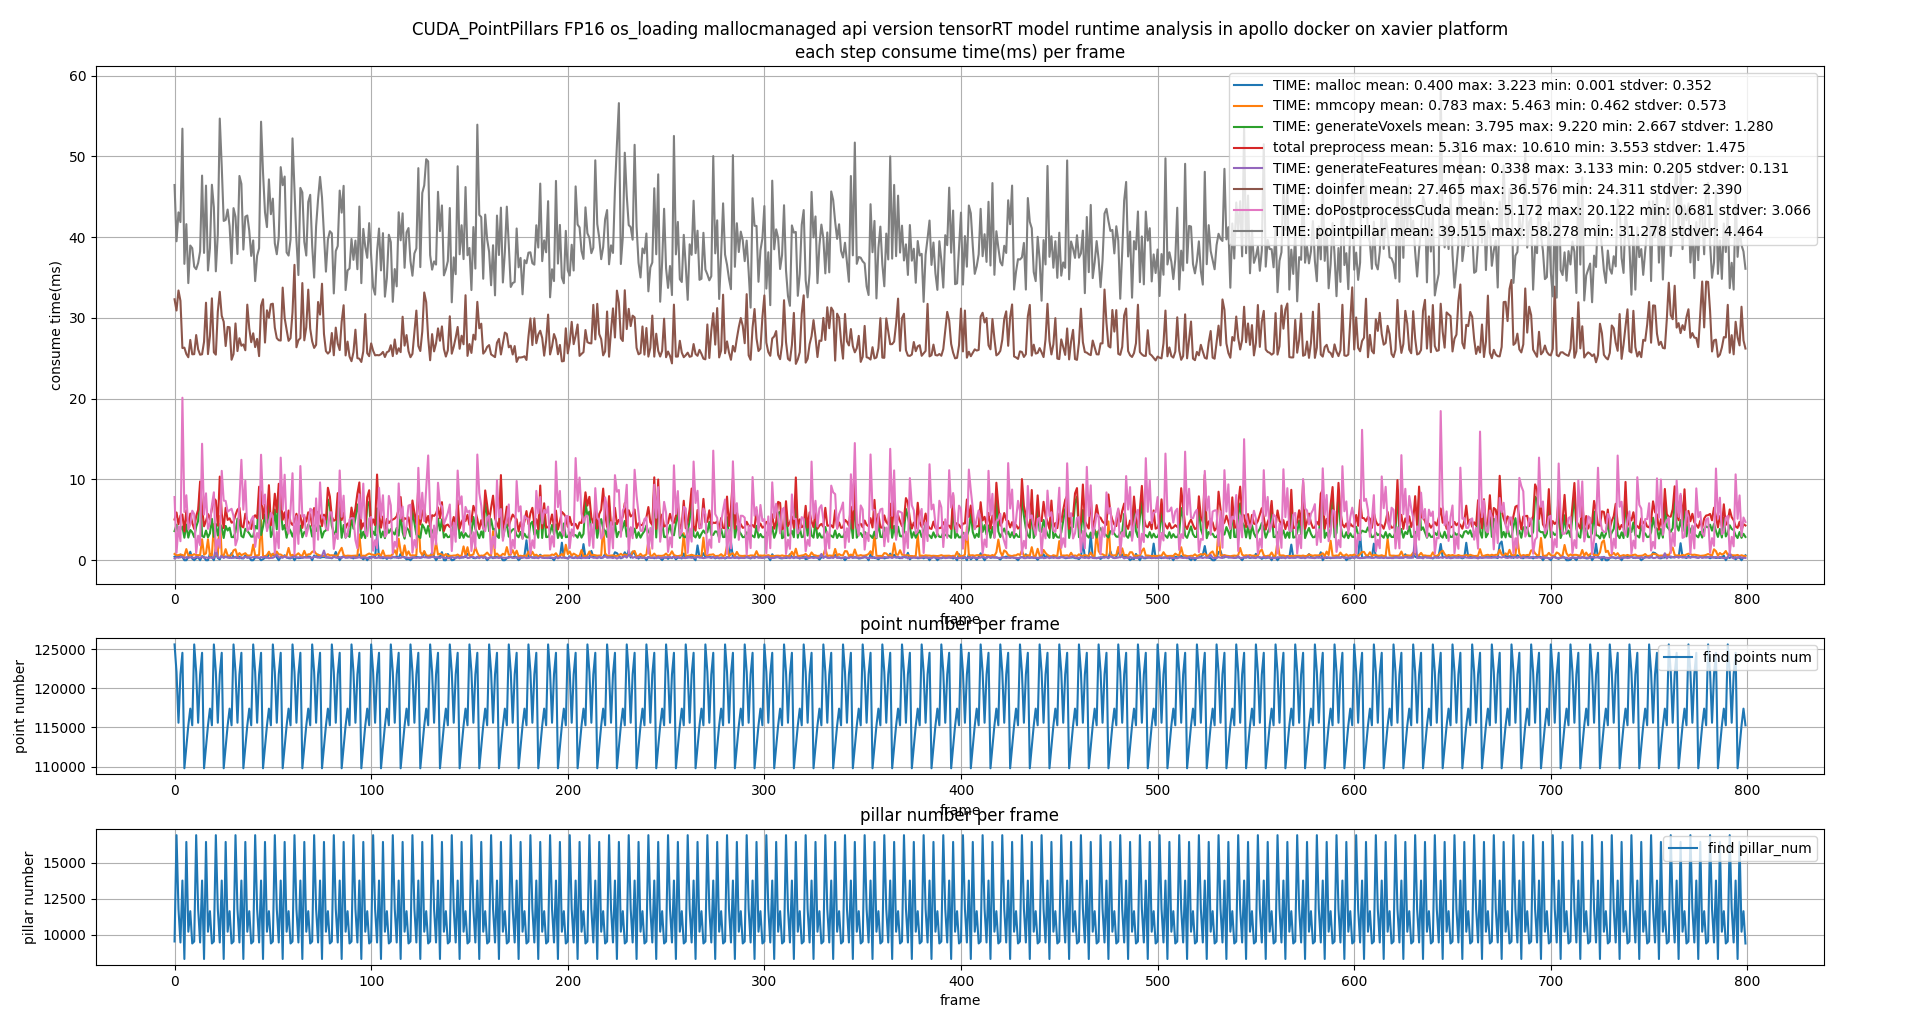 CUDA_PointPillars FP16 os_loading mallocmanaged api version tensorRT model runtime analysis in apollo docker on xavier platform
each step consume time(ms) per frame
consume time(ms)
60
50
40
30
20
10
0
TIME: malloc mean: 0.400 max: 3.223 min: 0.001 stdver: 0.352
TIME: mmcopy mean: 0.783 max: 5.463 min: 0.462 stdver: 0.573
TIME: generateVoxels mean: 3.795 max: 9.220 min: 2.667 stdver: 1.280
total preprocess mean: 5.316 max: 10.610 min: 3.553 stdver: 1.475
TIME: generateFeatures mean: 0.338 max: 3.133 min: 0.205 stdver: 0.131
TIME: doinfer mean: 27.465 max: 36.576 min: 24.311 stdver: 2.390
TIME: doPostprocessCuda mean: 5.172 max: 20.122 min: 0.681 stdver: 3.066
TIME: pointpillar mean: 39.515 max: 58.278 min: 31.278 stdver: 4.464
0 100 200 300 400 500 600 700 800
frame
point number per frame
point number
125000
120000
115000
110000
find points num
0 100 200 300 400 500 600 700 800
frame
pillar number per frame
pillar number
15000
12500
10000
find pillar_num
0 100 200 300 400 500 600 700 800
frame